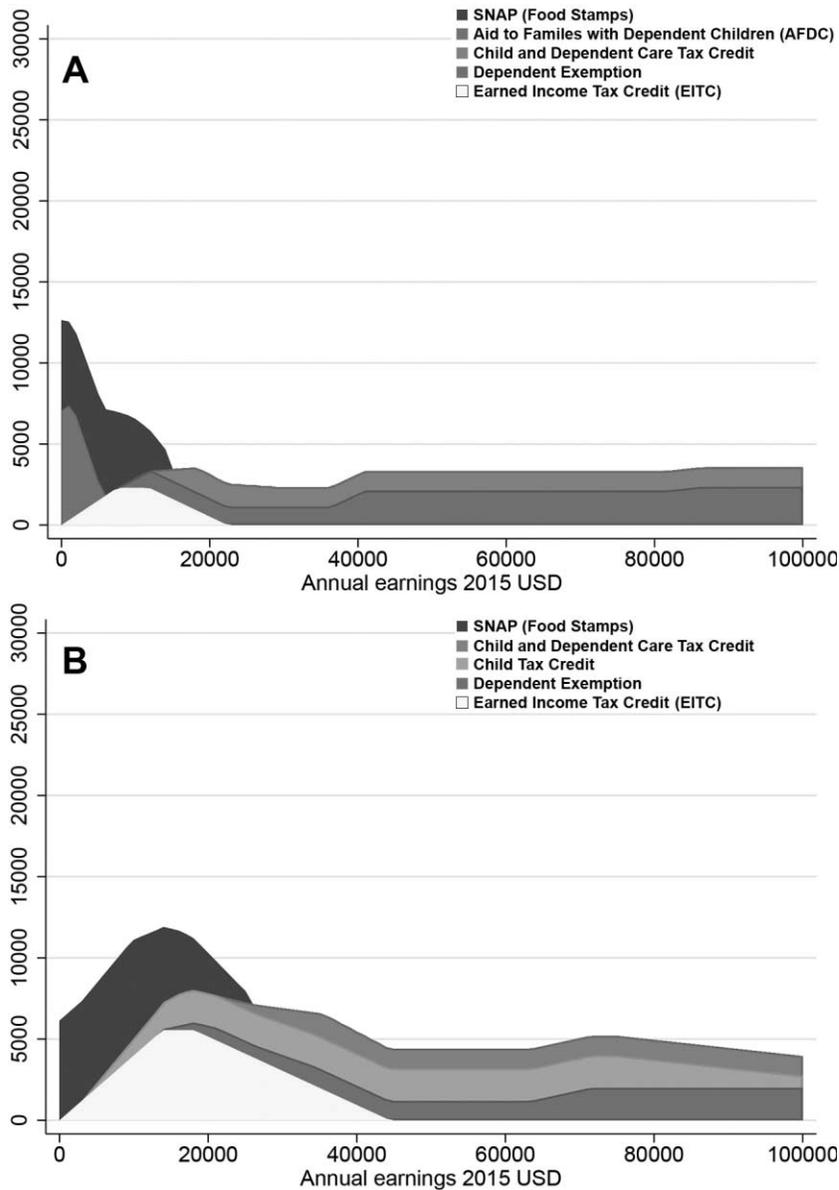 SNAP (Food Stamps)
Aid to Familes with Dependent Children (AFDC)
Child and Dependent Care Tax Credit
Dependent Exemption
Earned Income Tax Credit (EITC)
A
30000
25000
20000
15000
10000
5000
0
0 20000 40000 60000 80000 100000
Annual earnings 2015 USD
SNAP (Food Stamps)
Child and Dependent Care Tax Credit
Child Tax Credit
Dependent Exemption
Earned Income Tax Credit (EITC)
B
30000
25000
20000
15000
10000
5000
0
0 20000 40000 60000 80000 100000
Annual earnings 2015 USD